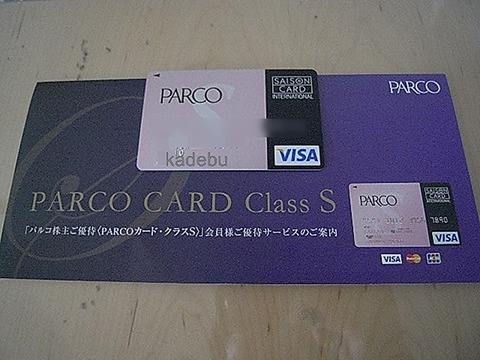 PARCO
SAISON
CARD
INTERNATIONAL
VISA
kadebu
PARCO
PARCO CARD Class S
「パルコ株主ご優待〈PARCOカード・クラスS〉」会員様ご優待サービスのご案内
PARCO
SAISON
CARD
INTERNATIONAL
7890
VISA
VISA
MasterCard
JCB